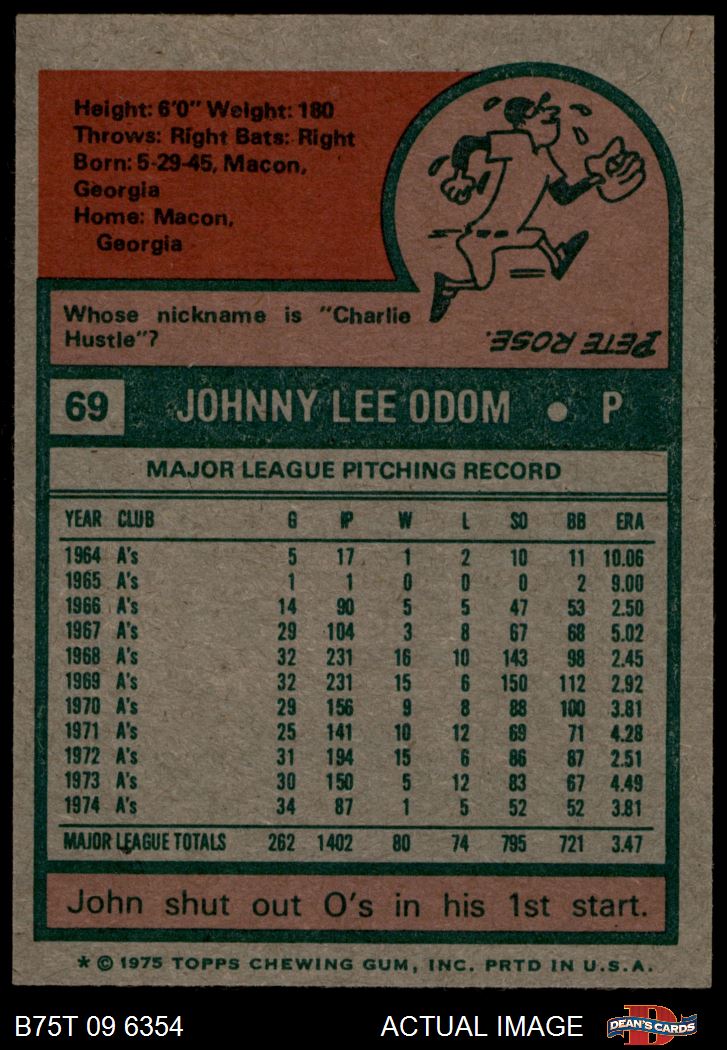 Height: 6'0" Weight: 180
Throws: Right Bats: Right
Born: 5-29-45, Macon,
Georgia
Home: Macon,
Georgia
Whose nickname is "Charlie
Hustle"?
PETE ROSE.
69 JOHNNY LEE ODOM • P
MAJOR LEAGUE PITCHING RECORD
YEAR CLUB G IP W L SO BB ERA
1964 A's 5 17 1 2 10 11 10.06
1965 A's 1 1 0 0 0 2 9.00
1966 A's 14 90 5 5 47 53 2.50
1967 A's 29 104 3 8 67 68 5.02
1968 A's 32 231 16 10 143 98 2.45
1969 A's 32 231 15 6 150 112 2.92
1970 A's 29 156 9 8 88 100 3.81
1971 A's 25 141 10 12 69 71 4.28
1972 A's 31 194 15 6 86 87 2.51
1973 A's 30 150 5 12 83 67 4.49
1974 A's 34 87 1 5 52 52 3.81
MAJOR LEAGUE TOTALS 262 1402 80 74 795 721 3.47
John shut out O's in his 1st start.
* © 1975 TOPPS CHEWING GUM, INC. PRTD IN U.S.A.
B75T 09 6354 ACTUAL IMAGE DEAN'S CARDS